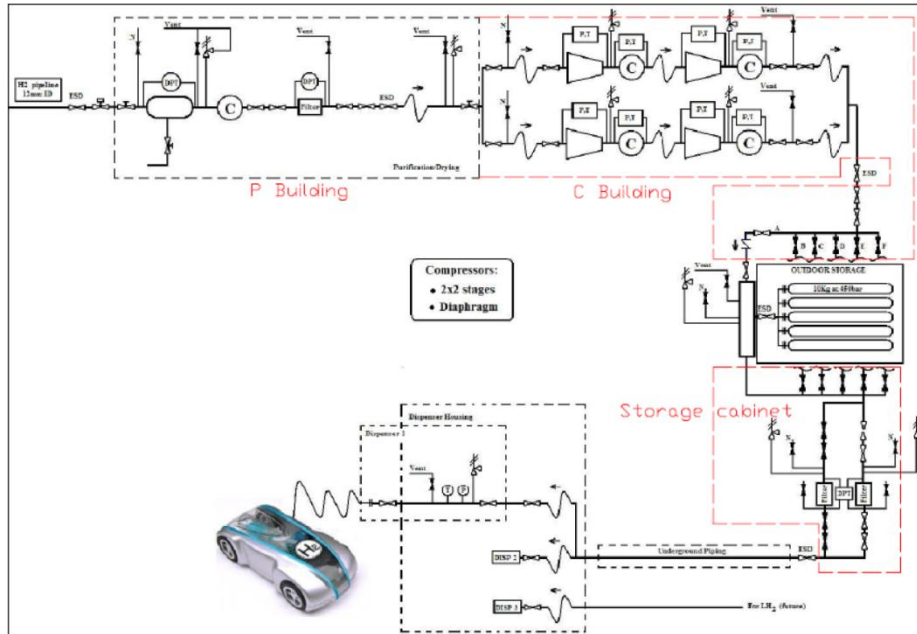 H2 pipeline
12mm ID
ESD
N
Vent
DPT
C
Vent
DPT
Filter
ESD
Vent
Purification/Drying
P Building
N
P,T
P,T
C
P,T
P,T
C
Vent
N
P,T
P,T
C
P,T
P,T
C
Vent
C Building
ESD
A
B
C
D
E
F
OUTDOOR STORAGE
10Kg at 450bar
ESD
Vent
N
Compressors:
• 2x2 stages
• Diaphragm
Storage cabinet
N
N
Filter
DPT
Filter
ESD
Underground Piping
Dispenser Housing
Dispenser 1
Vent
T
P
DISP 2
DISP 3
For LH2 (future)
H2